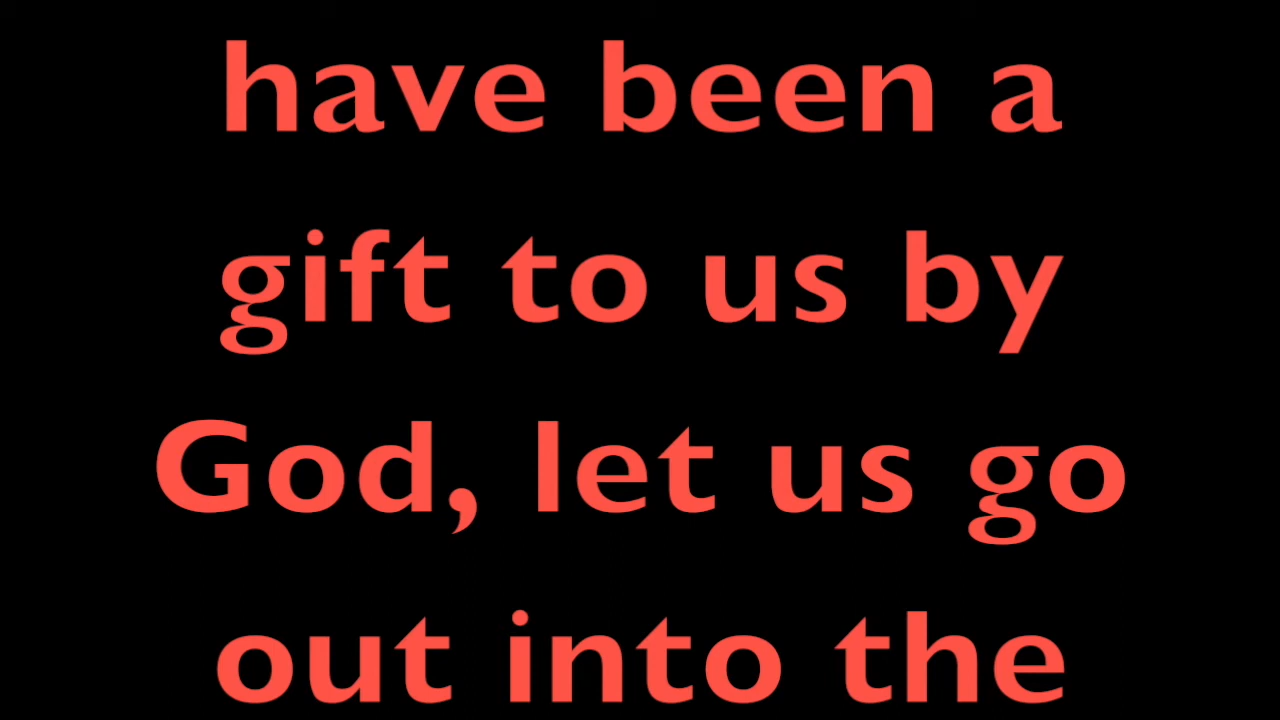 have been a
gift to us by
God, let us go
out into the